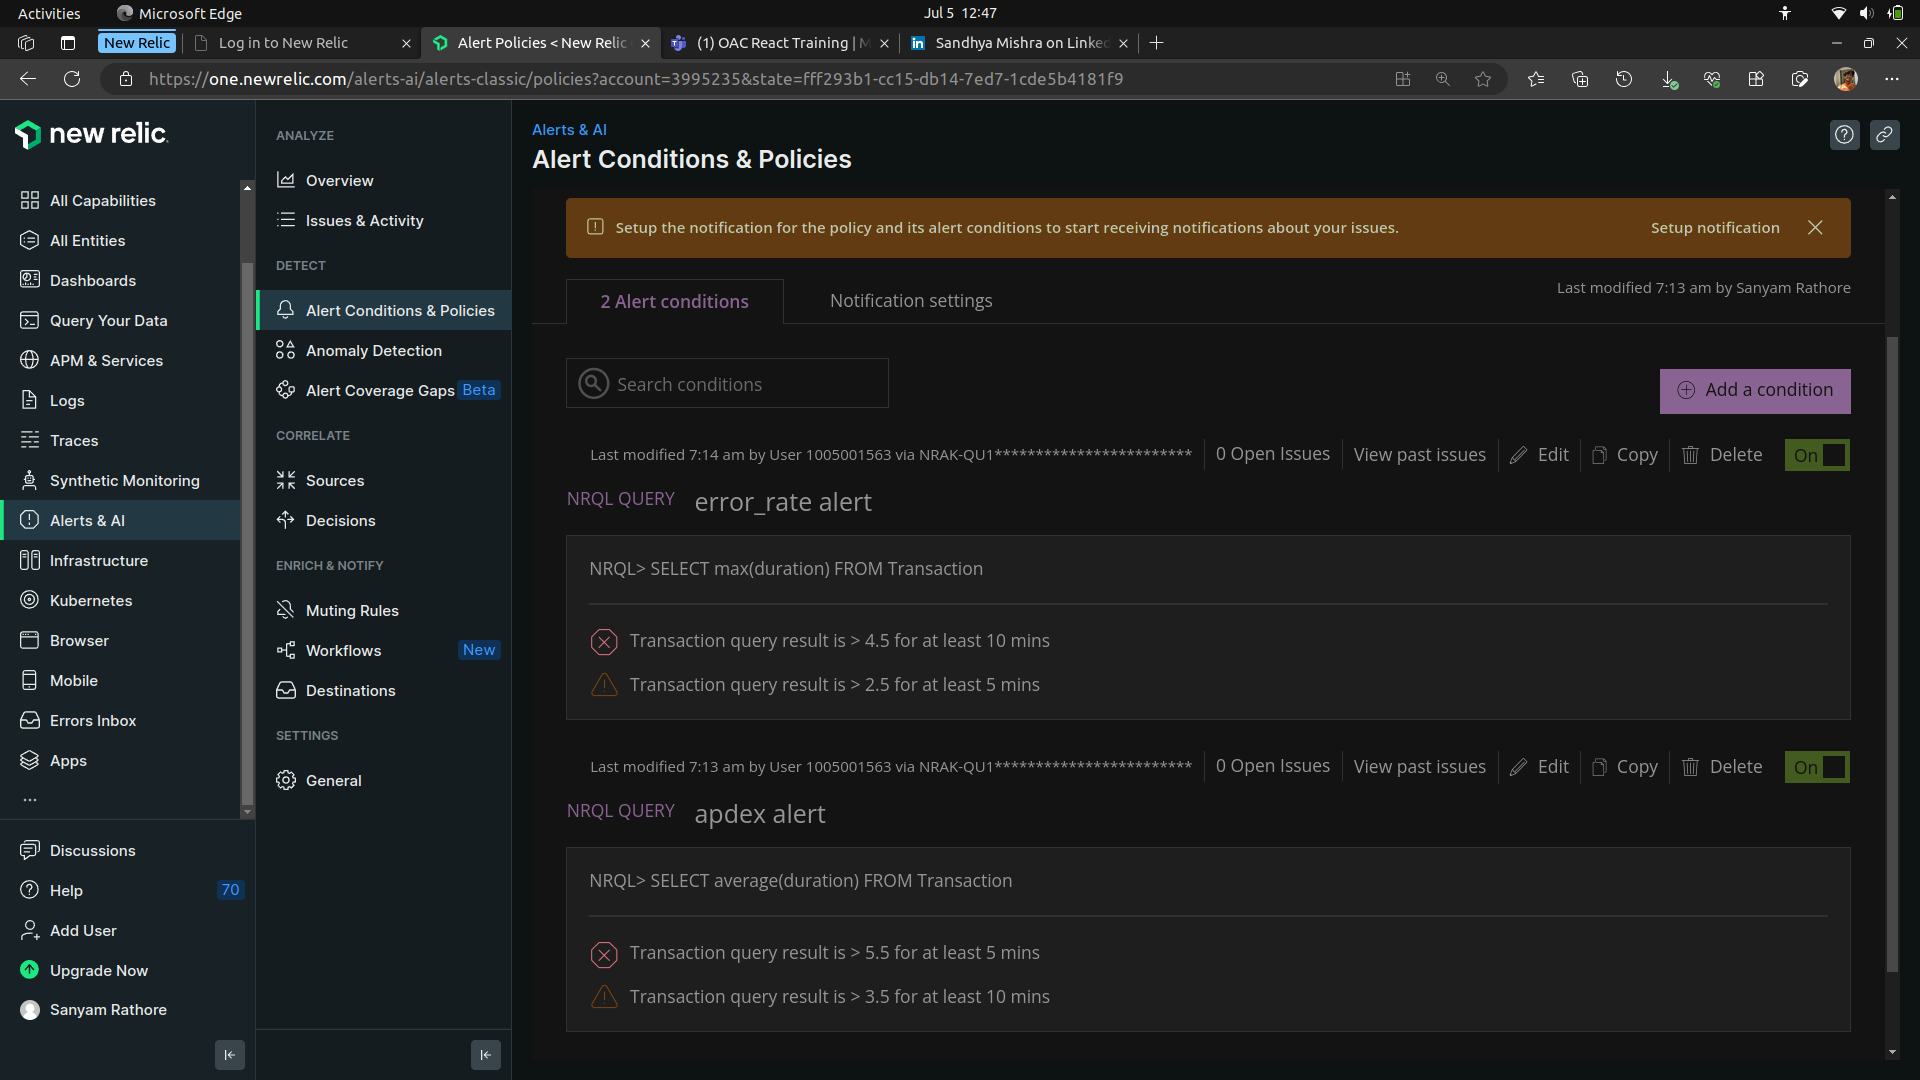 Activities
Microsoft Edge
Jul 5 12:47
New Relic
Log in to New Relic
Alert Policies < New Relic
(1) OAC React Training | M
Sandhya Mishra on Linked
https://one.newrelic.com/alerts-ai/alerts-classic/policies?account=3995235&state=fff293b1-cc15-db14-7ed7-1cde5b4181f9
new relic
All Capabilities
All Entities
Dashboards
Query Your Data
APM & Services
Logs
Traces
Synthetic Monitoring
Alerts & AI
Infrastructure
Kubernetes
Browser
Mobile
Errors Inbox
Apps
...
Discussions
Help 70
Add User
Upgrade Now
Sanyam Rathore
ANALYZE
Overview
Issues & Activity
DETECT
Alert Conditions & Policies
Anomaly Detection
Alert Coverage Gaps Beta
CORRELATE
Sources
Decisions
ENRICH & NOTIFY
Muting Rules
Workflows New
Destinations
SETTINGS
General
Alerts & AI
Alert Conditions & Policies
Setup the notification for the policy and its alert conditions to start receiving notifications about your issues.
Setup notification
2 Alert conditions
Notification settings
Last modified 7:13 am by Sanyam Rathore
Search conditions
Add a condition
Last modified 7:14 am by User 1005001563 via NRAK-QU1************************
0 Open Issues
View past issues
Edit
Copy
Delete
On
NRQL QUERY error_rate alert
NRQL> SELECT max(duration) FROM Transaction
Transaction query result is > 4.5 for at least 10 mins
Transaction query result is > 2.5 for at least 5 mins
Last modified 7:13 am by User 1005001563 via NRAK-QU1************************
0 Open Issues
View past issues
Edit
Copy
Delete
On
NRQL QUERY apdex alert
NRQL> SELECT average(duration) FROM Transaction
Transaction query result is > 5.5 for at least 5 mins
Transaction query result is > 3.5 for at least 10 mins